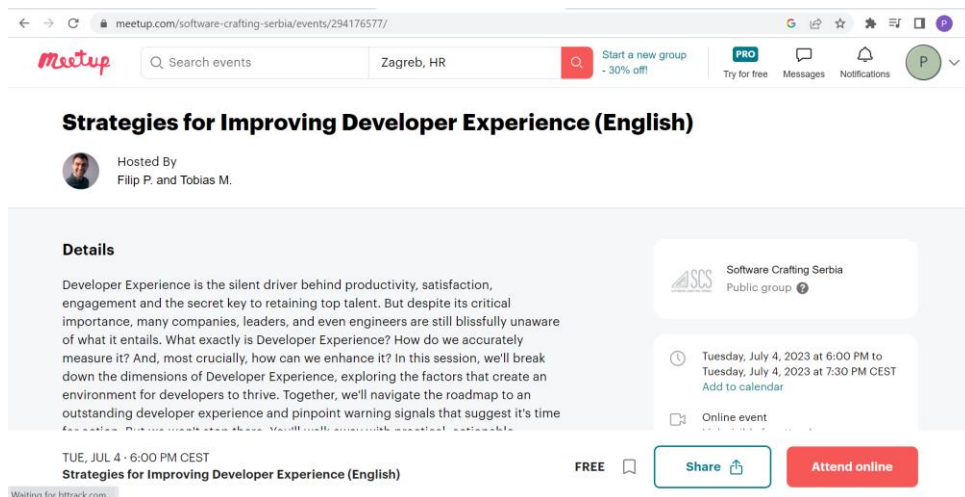 meetup.com/software-crafting-serbia/events/294176577/
P
meetup
Search events
Zagreb, HR
Start a new group
- 30% off!
PRO
Try for free
Messages
Notifications
P
Strategies for Improving Developer Experience (English)
Hosted By
Filip P. and Tobias M.
Details
Developer Experience is the silent driver behind productivity, satisfaction,
engagement and the secret key to retaining top talent. But despite its critical
importance, many companies, leaders, and even engineers are still blissfully unaware
of what it entails. What exactly is Developer Experience? How do we accurately
measure it? And, most crucially, how can we enhance it? In this session, we'll break
down the dimensions of Developer Experience, exploring the factors that create an
environment for developers to thrive. Together, we'll navigate the roadmap to an
outstanding developer experience and pinpoint warning signals that suggest it's time
SCS
Software Crafting Serbia
Public group
Tuesday, July 4, 2023 at 6:00 PM to
Tuesday, July 4, 2023 at 7:30 PM CEST
Add to calendar
Online event
TUE, JUL 4 · 6:00 PM CEST
Strategies for Improving Developer Experience (English)
FREE
Share
Attend online
Waiting for httrack.com...